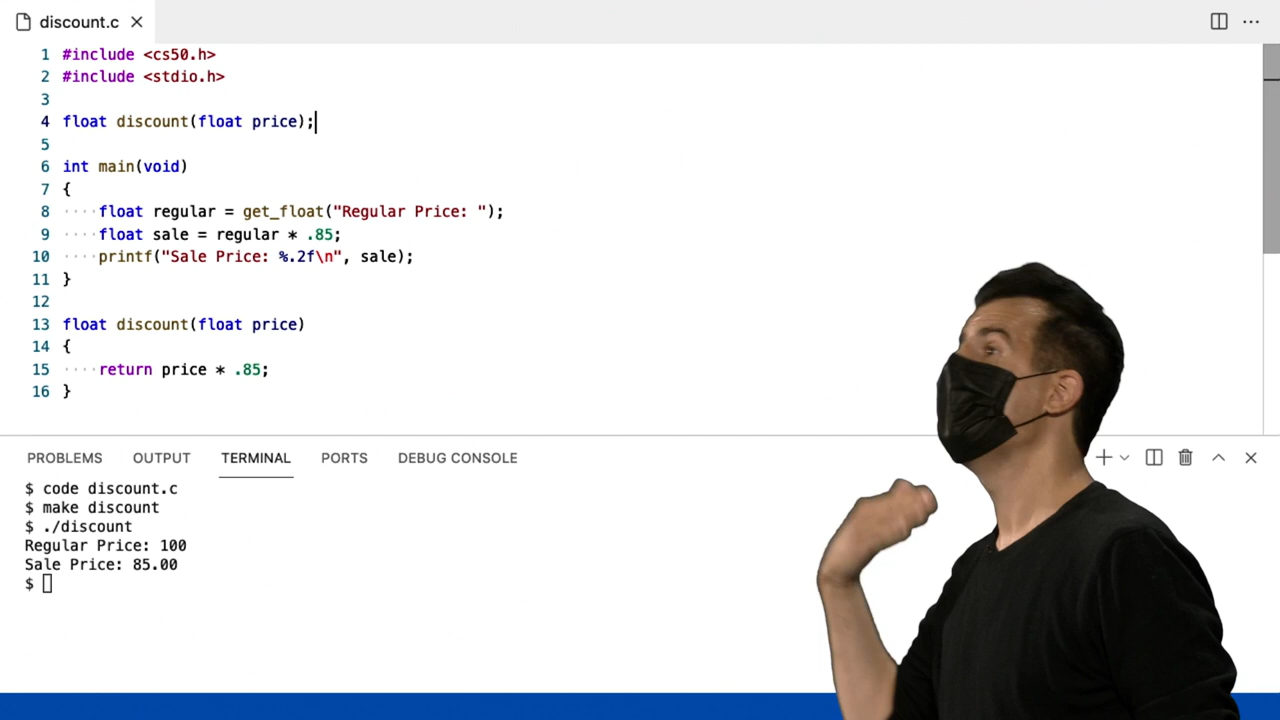 discount.c
1 #include <cs50.h>
2 #include <stdio.h>
3
4 float discount(float price);
5
6 int main(void)
7 {
8 ····float regular = get_float("Regular Price: ");
9 ····float sale = regular * .85;
10 ····printf("Sale Price: %.2f\n", sale);
11 }
12
13 float discount(float price)
14 {
15 ····return price * .85;
16 }
PROBLEMS OUTPUT TERMINAL PORTS DEBUG CONSOLE
$ code discount.c
$ make discount
$ ./discount
Regular Price: 100
Sale Price: 85.00
$